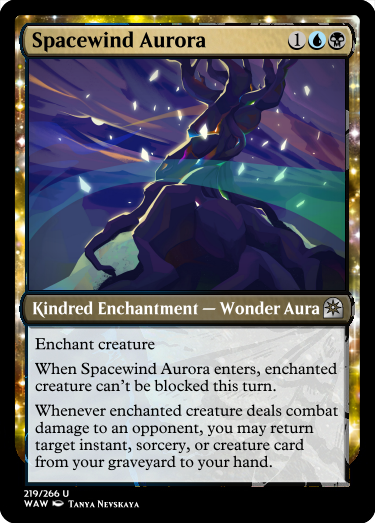 Spacewind Aurora 1
Kindred Enchantment — Wonder Aura
Enchant creature
When Spacewind Aurora enters, enchanted
creature can't be blocked this turn.
Whenever enchanted creature deals combat
damage to an opponent, you may return
target instant, sorcery, or creature card
from your graveyard to your hand.
219/266 U
WAW Tanya Nevskaya